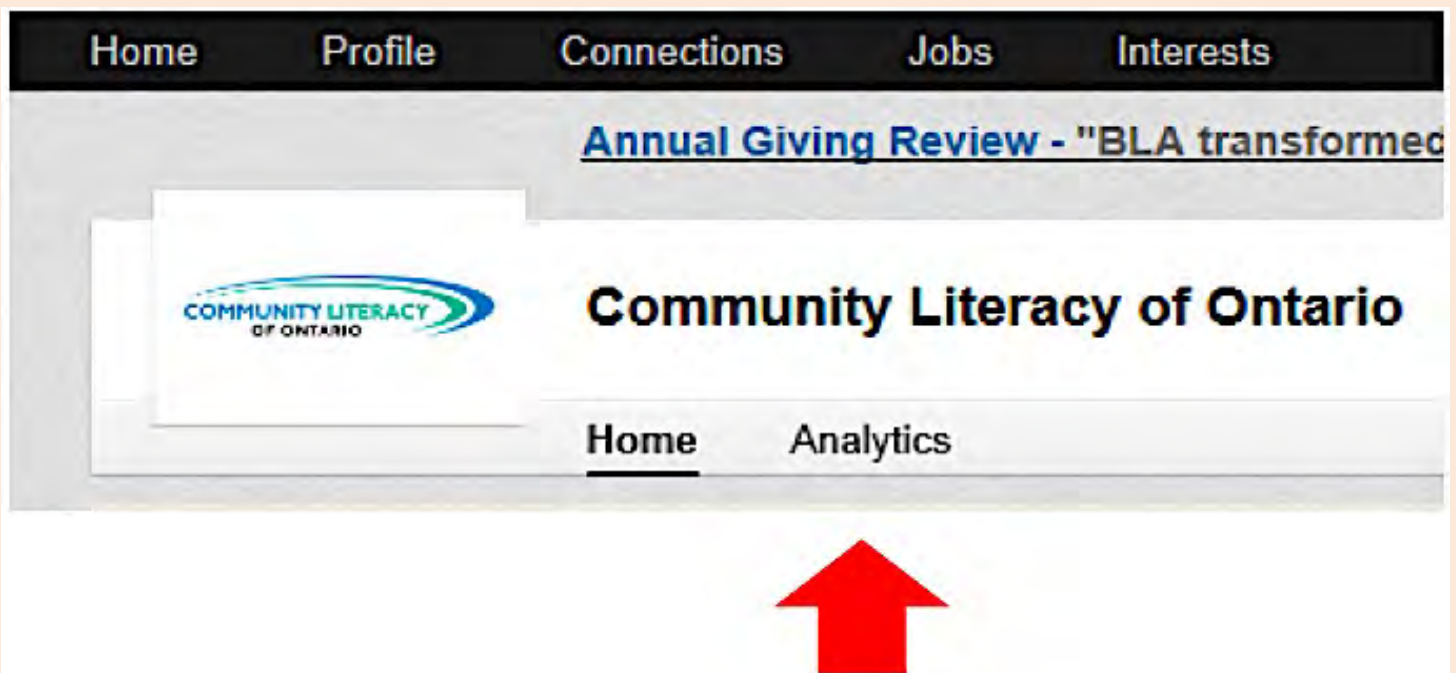 Home Profile Connections Jobs Interests
Annual Giving Review - "BLA transformed
COMMUNITY LITERACY
OF ONTARIO
Community Literacy of Ontario
Home Analytics